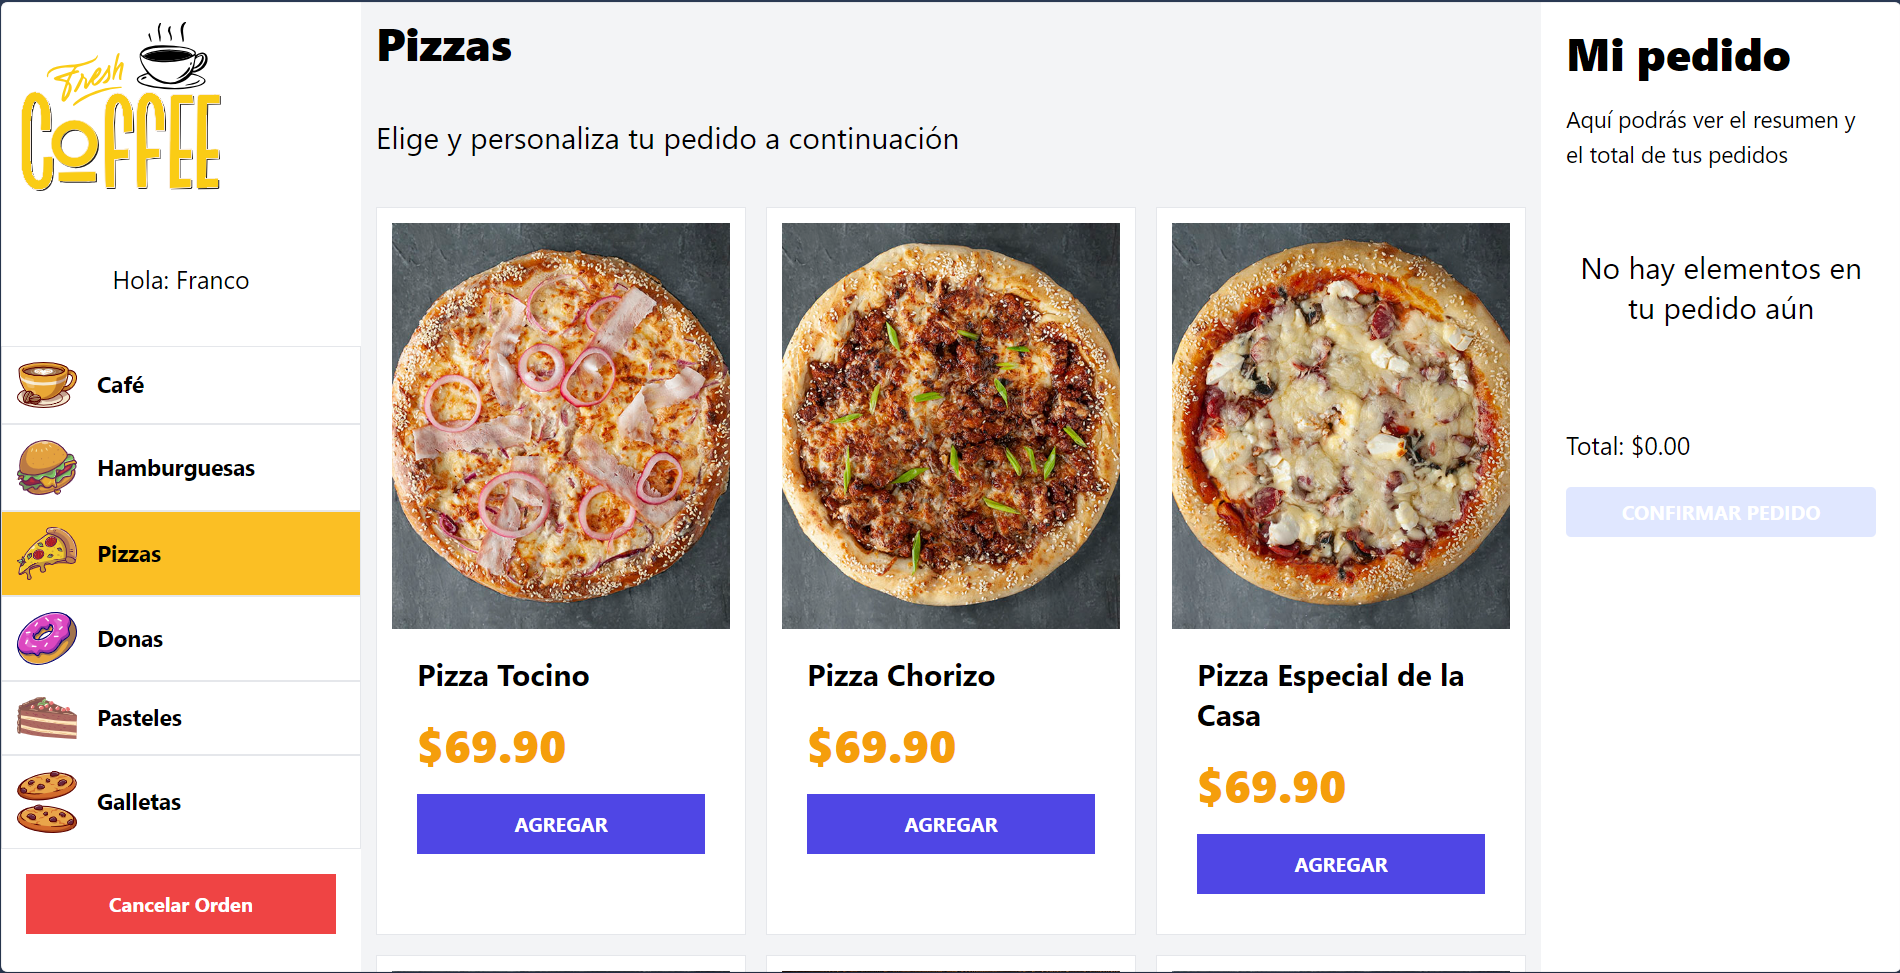 Fresh
COFFEE
Hola: Franco
Café
Hamburguesas
Pizzas
Donas
Pasteles
Galletas
Cancelar Orden
Pizzas
Elige y personaliza tu pedido a continuación
Pizza Tocino
$69.90
AGREGAR
Pizza Chorizo
$69.90
AGREGAR
Pizza Especial de la
Casa
$69.90
AGREGAR
Mi pedido
Aquí podrás ver el resumen y
el total de tus pedidos
No hay elementos en
tu pedido aún
Total: $0.00
CONFIRMAR PEDIDO